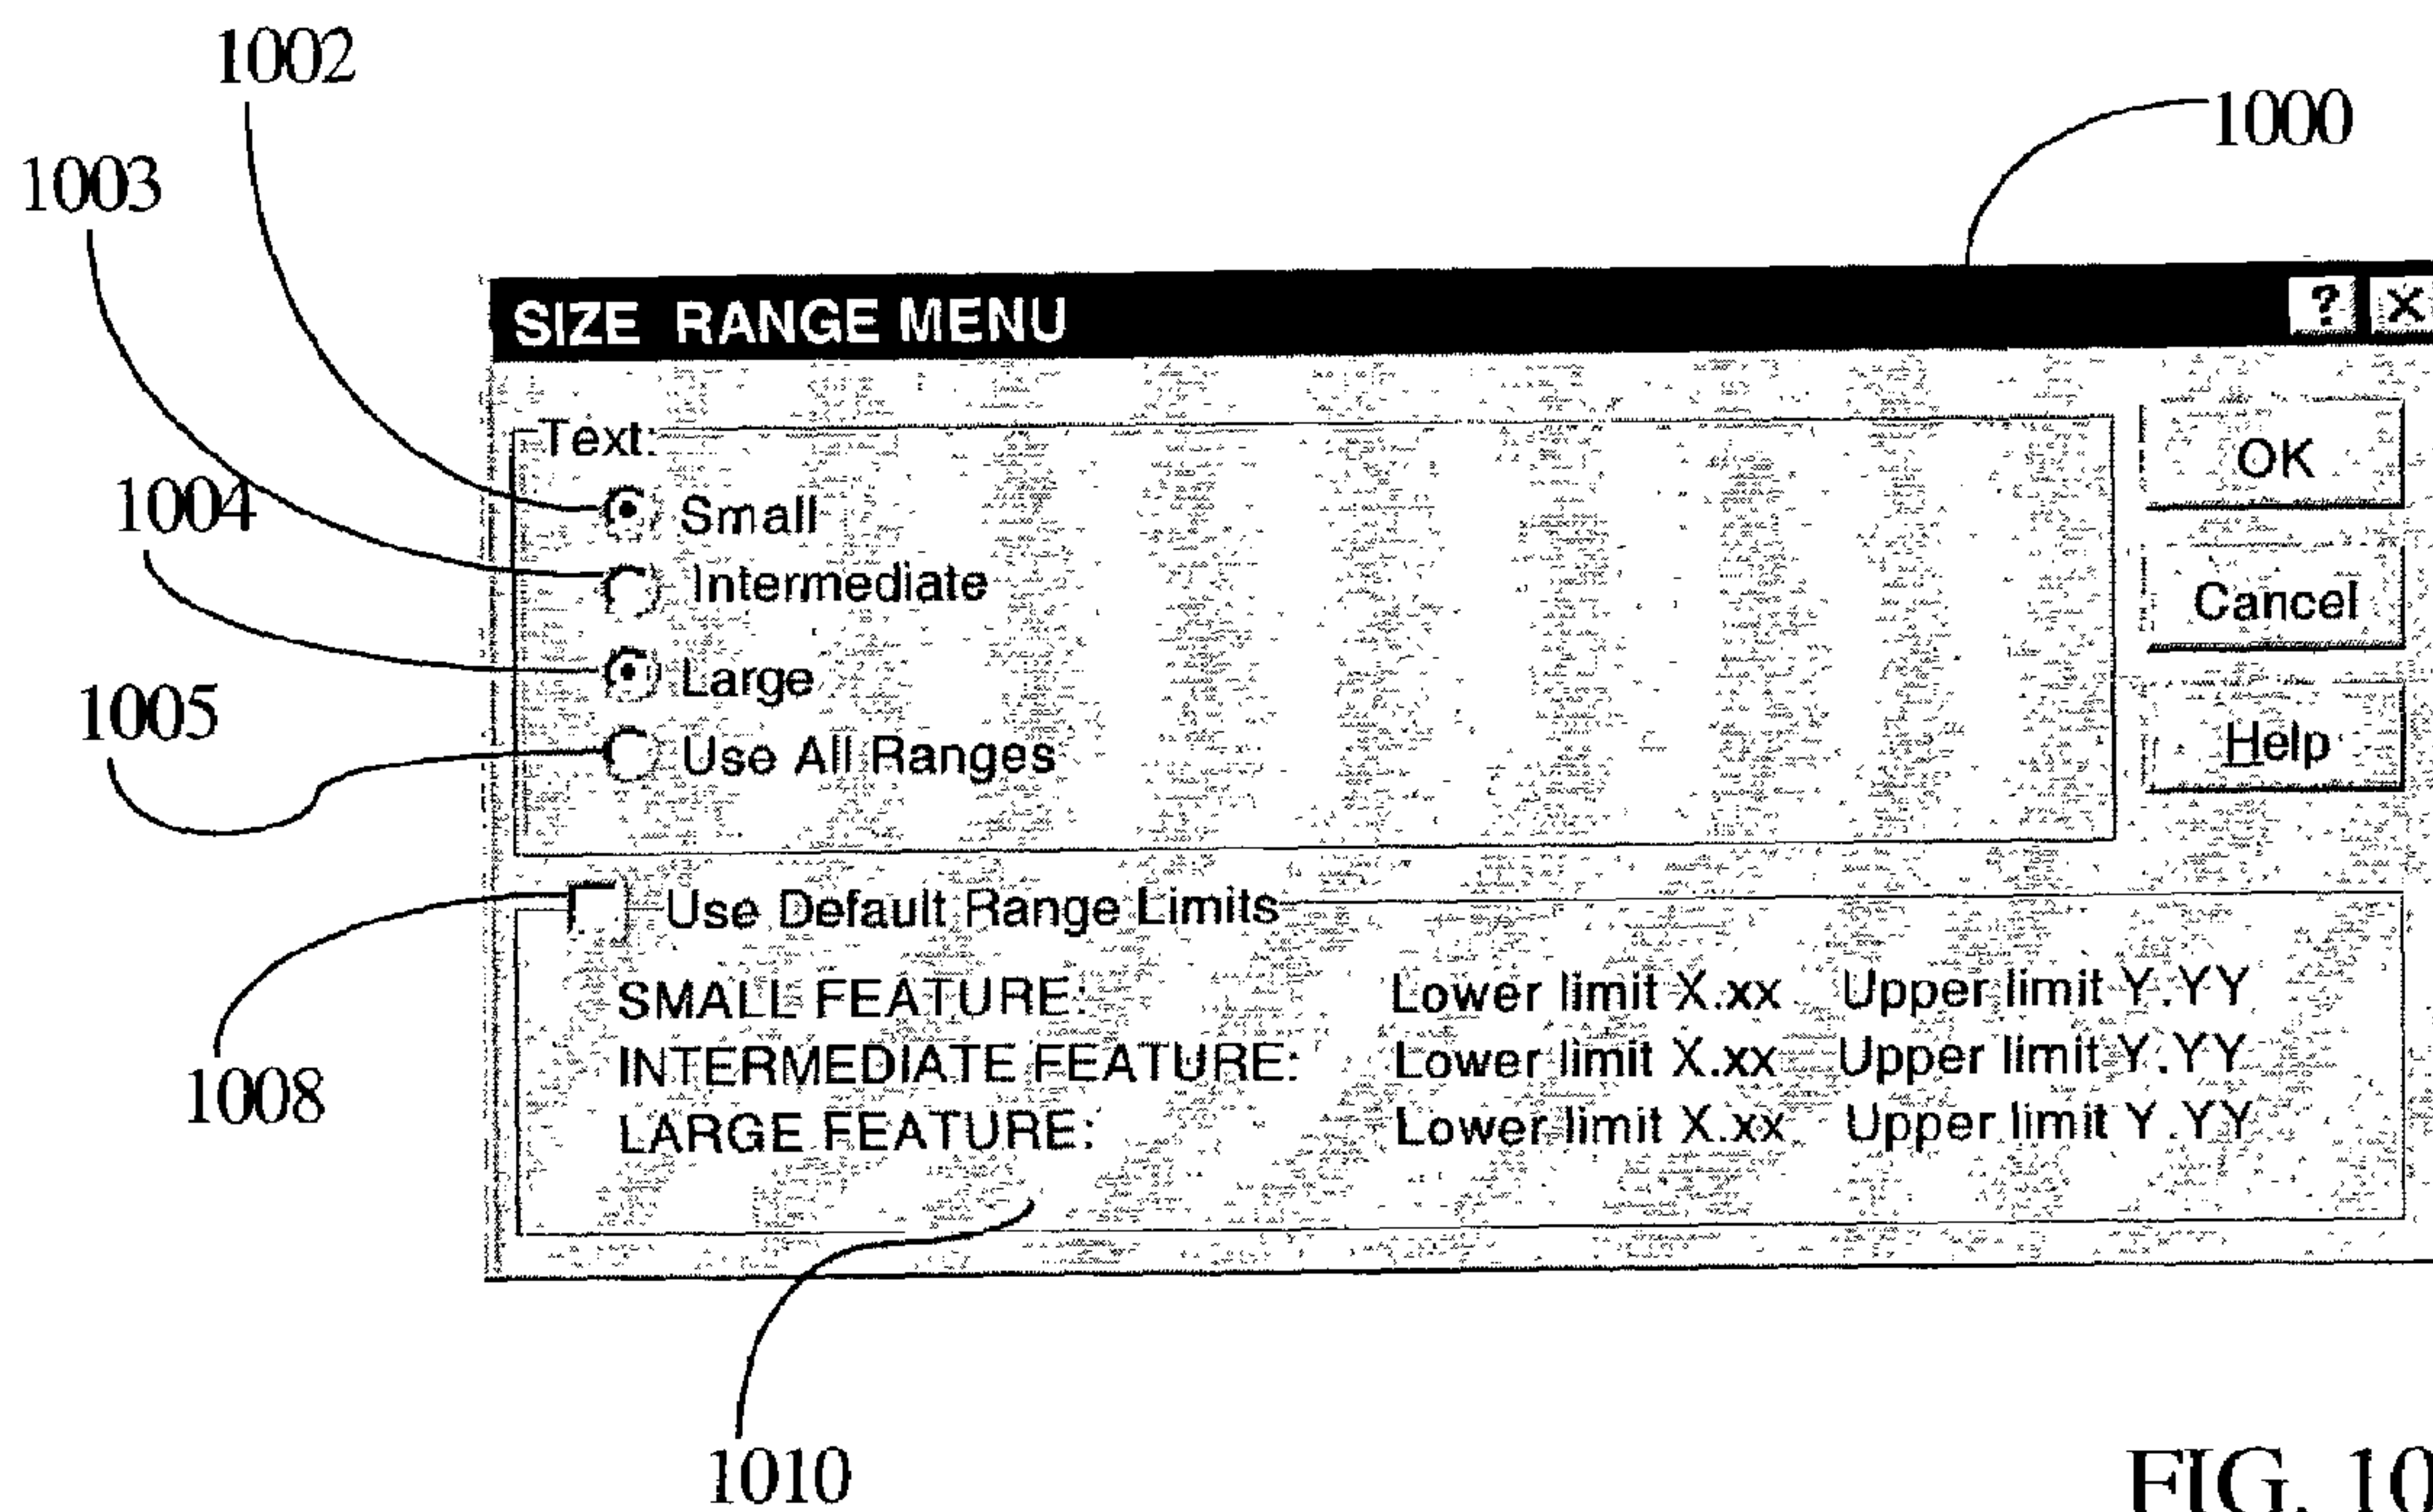 1002
1000
1003
SIZE RANGE MENU ? X
Text:
OK
1004
Small
Intermediate
Cancel
Large
1005
Use All Ranges
Help
Use Default Range Limits
SMALL FEATURE: Lower limit X.xx Upper limit Y.YY
INTERMEDIATE FEATURE: Lower limit X.xx Upper limit Y.YY
LARGE FEATURE: Lower limit X.xx Upper limit Y.YY
1008
1010
FIG. 10